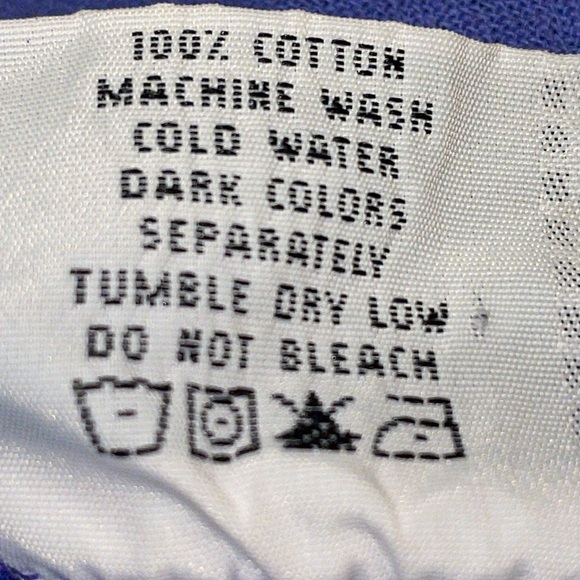 100% COTTON
MACHINE WASH
COLD WATER
DARK COLORS
SEPARATELY
TUMBLE DRY LOW
DO NOT BLEACH